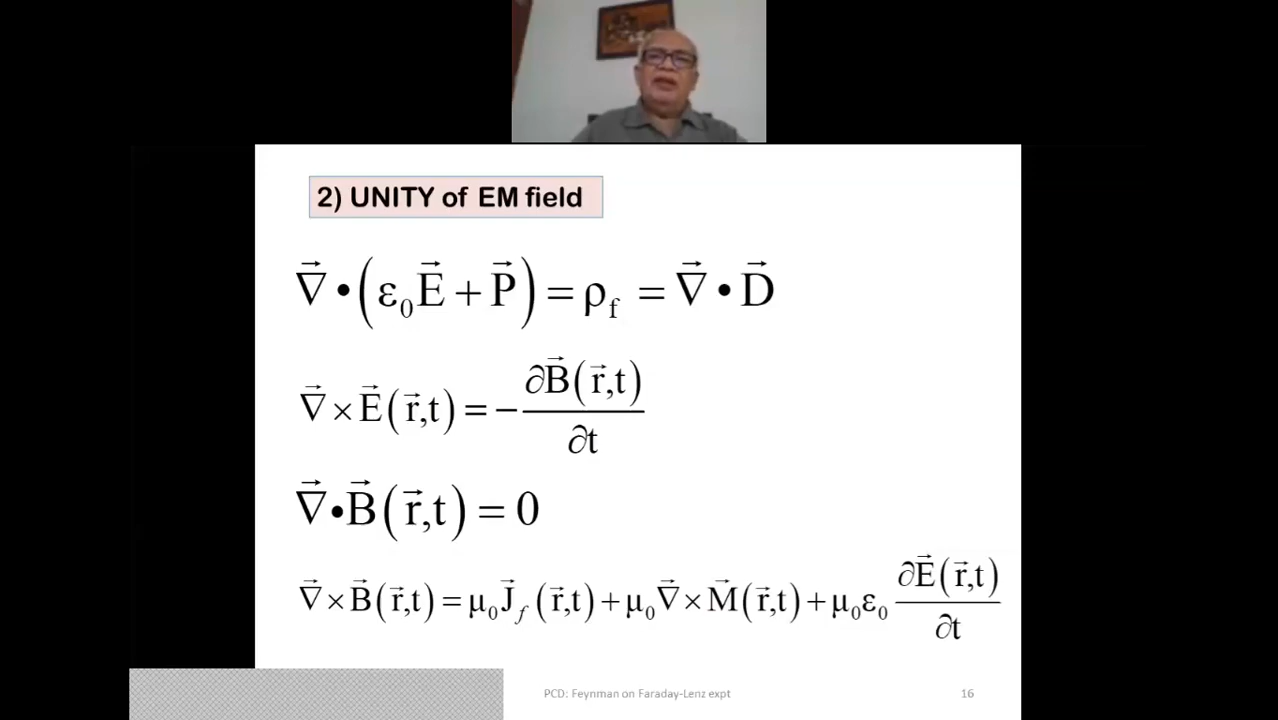 2) UNITY of EM field
∇⃗•(ε₀E⃗+P⃗)=ρ_f=∇⃗•D⃗
∇⃗×E⃗(r⃗,t)=−∂B⃗(r⃗,t)/∂t
∇⃗•B⃗(r⃗,t)=0
∇⃗×B⃗(r⃗,t)=μ₀J⃗_f(r⃗,t)+μ₀∇⃗×M⃗(r⃗,t)+μ₀ε₀ ∂E⃗(r⃗,t)/∂t
PCD: Feynman on Faraday-Lenz expt 16